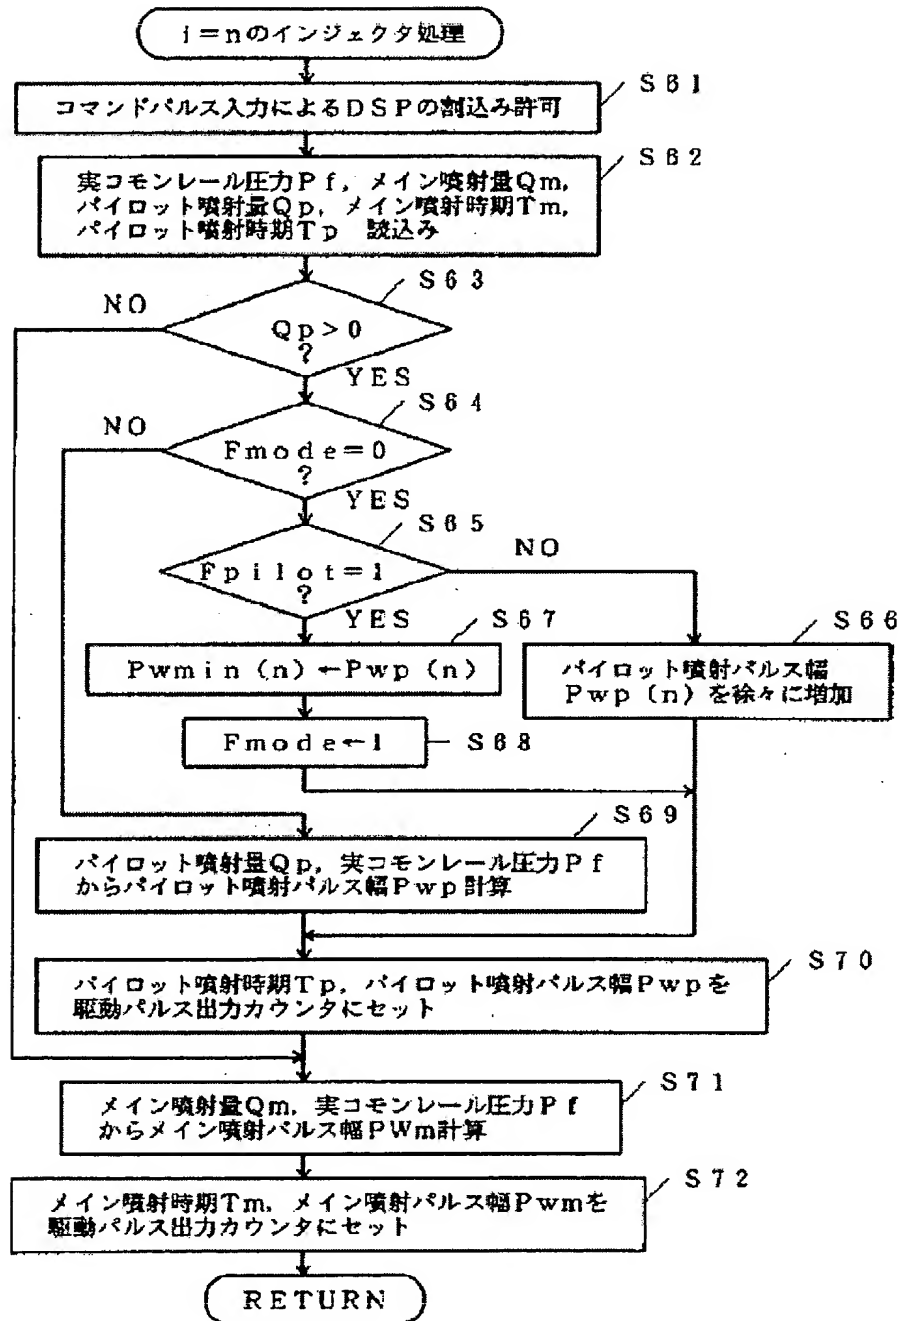 i＝nのインジェクタ処理
S61
コマンドパルス入力によるDSPの割込み許可
S62
実コモンレール圧力Pf，メイン噴射量Qm，
パイロット噴射量Qp，メイン噴射時期Tm，
パイロット噴射時期Tp 読込み
S63
NO
Qp>0
?
YES
S64
NO
Fmode=0
?
YES
S65
NO
Fpilot=1
?
YES
S67
S66
Pwmin(n)←Pwp(n)
パイロット噴射パルス幅
Pwp(n)を徐々に増加
Fmode←1
S68
S69
パイロット噴射量Qp，実コモンレール圧力Pf
からパイロット噴射パルス幅Pwp計算
S70
パイロット噴射時期Tp，パイロット噴射パルス幅Pwpを
駆動パルス出力カウンタにセット
S71
メイン噴射量Qm，実コモンレール圧力Pf
からメイン噴射パルス幅PWm計算
S72
メイン噴射時期Tm，メイン噴射パルス幅Pwmを
駆動パルス出力カウンタにセット
RETURN